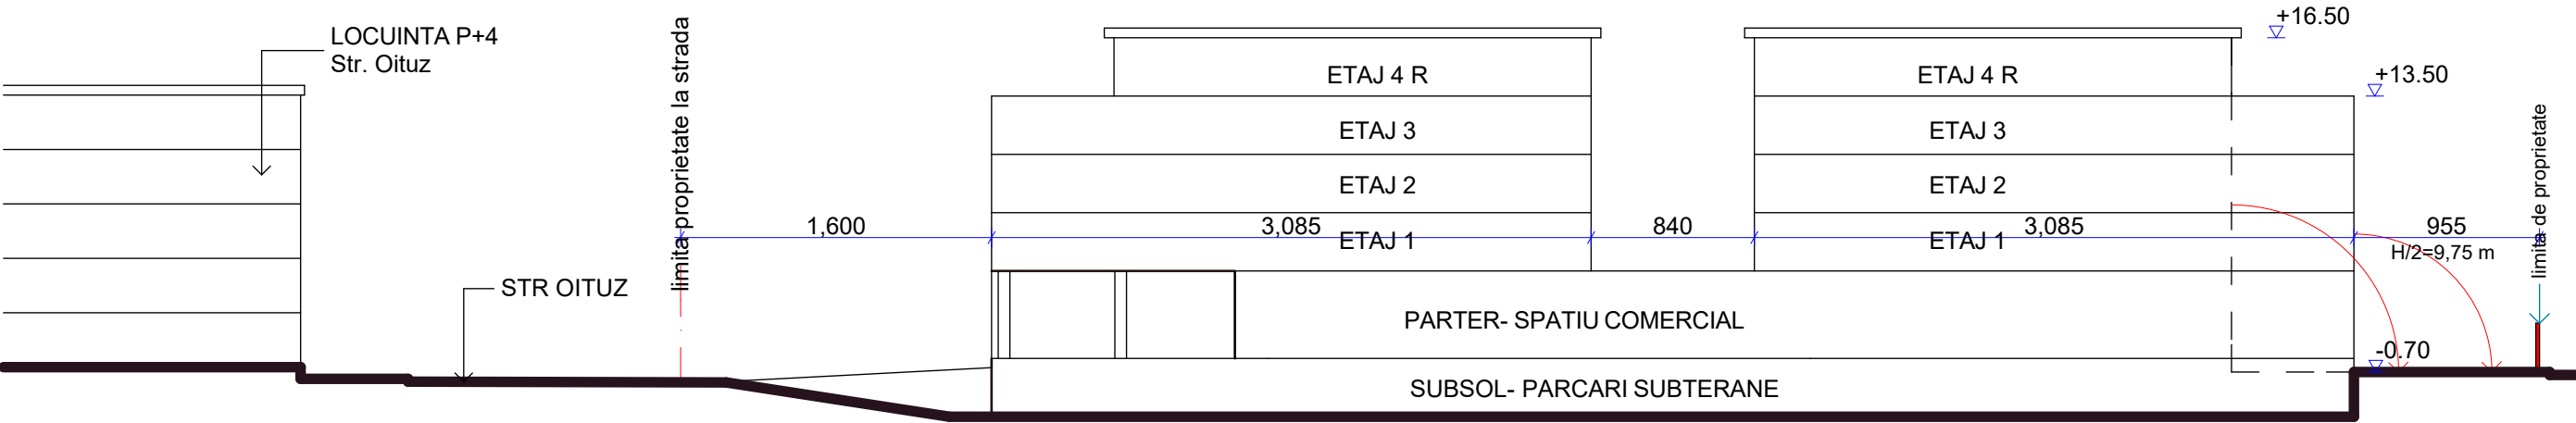 LOCUINTA P+4
Str. Oituz
limita proprietate la strada
STR OITUZ
+16.50
+13.50
ETAJ 4 R
ETAJ 4 R
ETAJ 3
ETAJ 3
ETAJ 2
ETAJ 2
1,600
3,085
840
3,085
955
ETAJ 1
ETAJ 1
H/2=9,75 m
limita de proprietate
PARTER- SPATIU COMERCIAL
-0.70
SUBSOL- PARCARI SUBTERANE